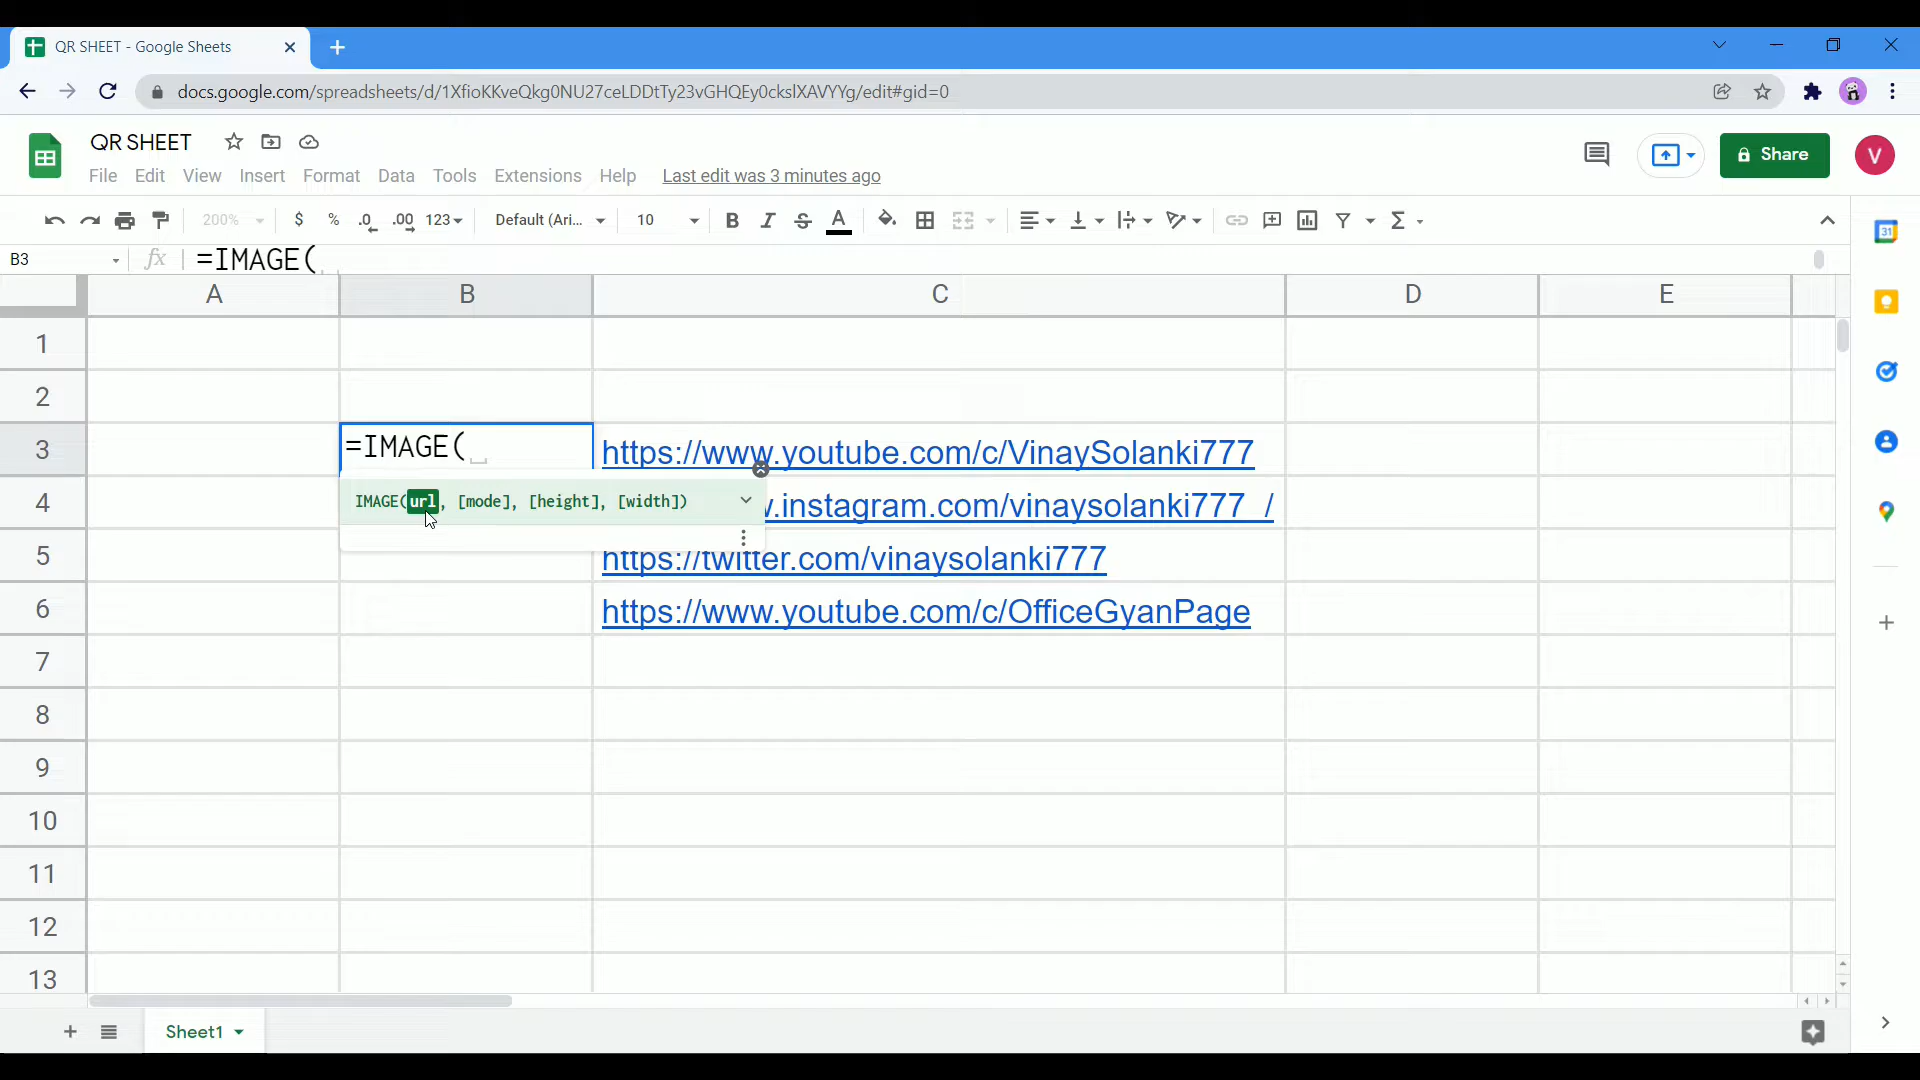 QR SHEET - Google Sheets
docs.google.com/spreadsheets/d/1XfioKKveQkg0NU27ceLDDtTy23vGHQEy0ckslXAVYYg/edit#gid=0
QR SHEET
File Edit View Insert Format Data Tools Extensions Help Last edit was 3 minutes ago
Share
V
200% $ % .0 .00 123 Default (Ari... 10 B I S A Σ
31
B3 fx =IMAGE(
A B C D E
1
2
3 =IMAGE( https://www.youtube.com/c/VinaySolanki777
IMAGE(url, [mode], [height], [width])
4 w.instagram.com/vinaysolanki777_/
5 https://twitter.com/vinaysolanki777
6 https://www.youtube.com/c/OfficeGyanPage
7
8
9
10
11
12
13
Sheet1